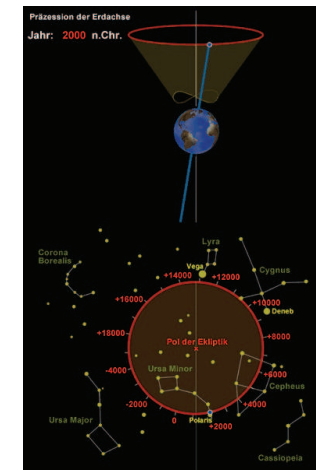 Präzession der Erdachse
Jahr: 2000 n.Chr.
Lyra
Corona
Borealis
Vega
Cygnus
+14000
+12000
+16000
+10000
Deneb
+18000
+8000
Pol der Ekliptik
-4000
Ursa Minor
+6000
Copheus
-2000
+4000
Ursa Major
0
Polaris
+2000
Cassiopeia